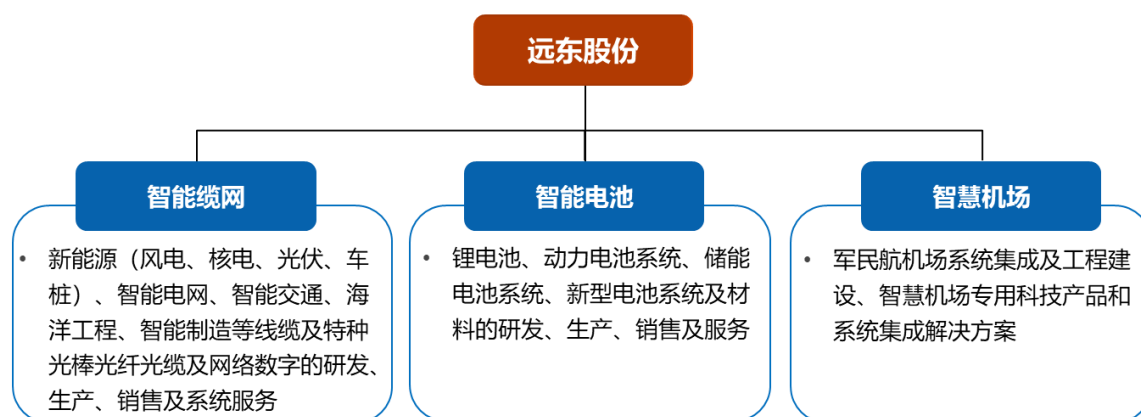 远东股份
智能缆网
• 新能源（风电、核电、光伏、车
桩）、智能电网、智能交通、海
洋工程、智能制造等线缆及特种
光棒光纤光缆及网络数字的研发、
生产、销售及系统服务
智能电池
• 锂电池、动力电池系统、储能
电池系统、新型电池系统及材
料的研发、生产、销售及服务
智慧机场
• 军民航机场系统集成及工程建
设、智慧机场专用科技产品和
系统集成解决方案